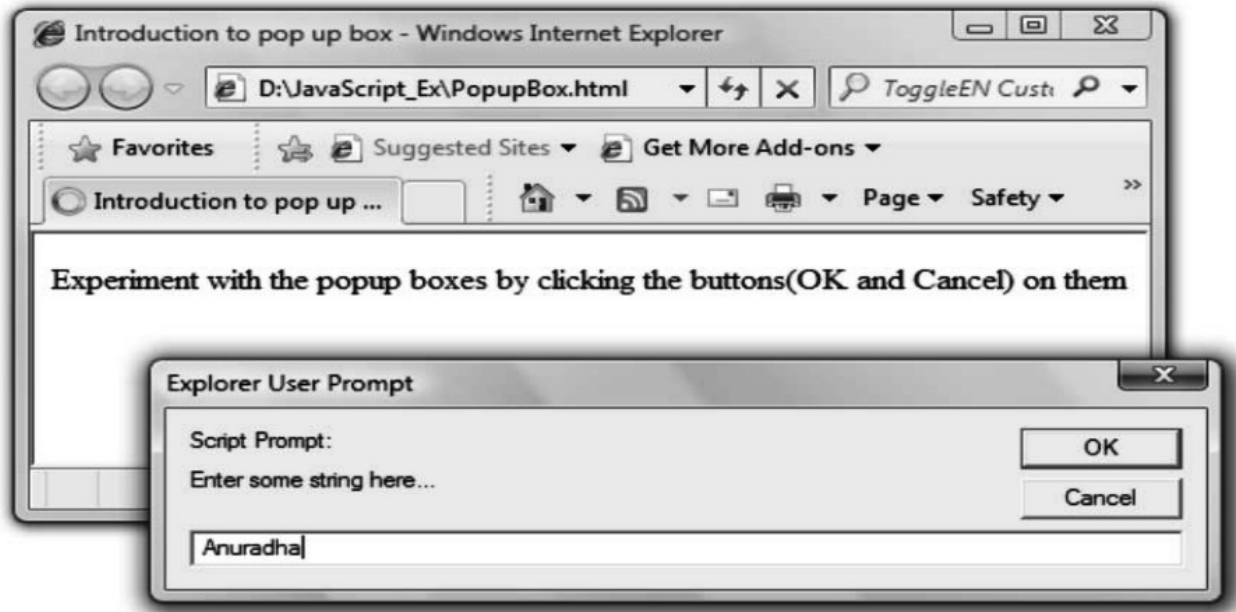 Introduction to pop up box - Windows Internet Explorer
D:\JavaScript_Ex\PopupBox.html
ToggleEN Cust
Favorites
Suggested Sites
Get More Add-ons
Introduction to pop up ...
Page
Safety
Experiment with the popup boxes by clicking the buttons(OK and Cancel) on them
Explorer User Prompt
Script Prompt:
OK
Enter some string here...
Cancel
Anuradha